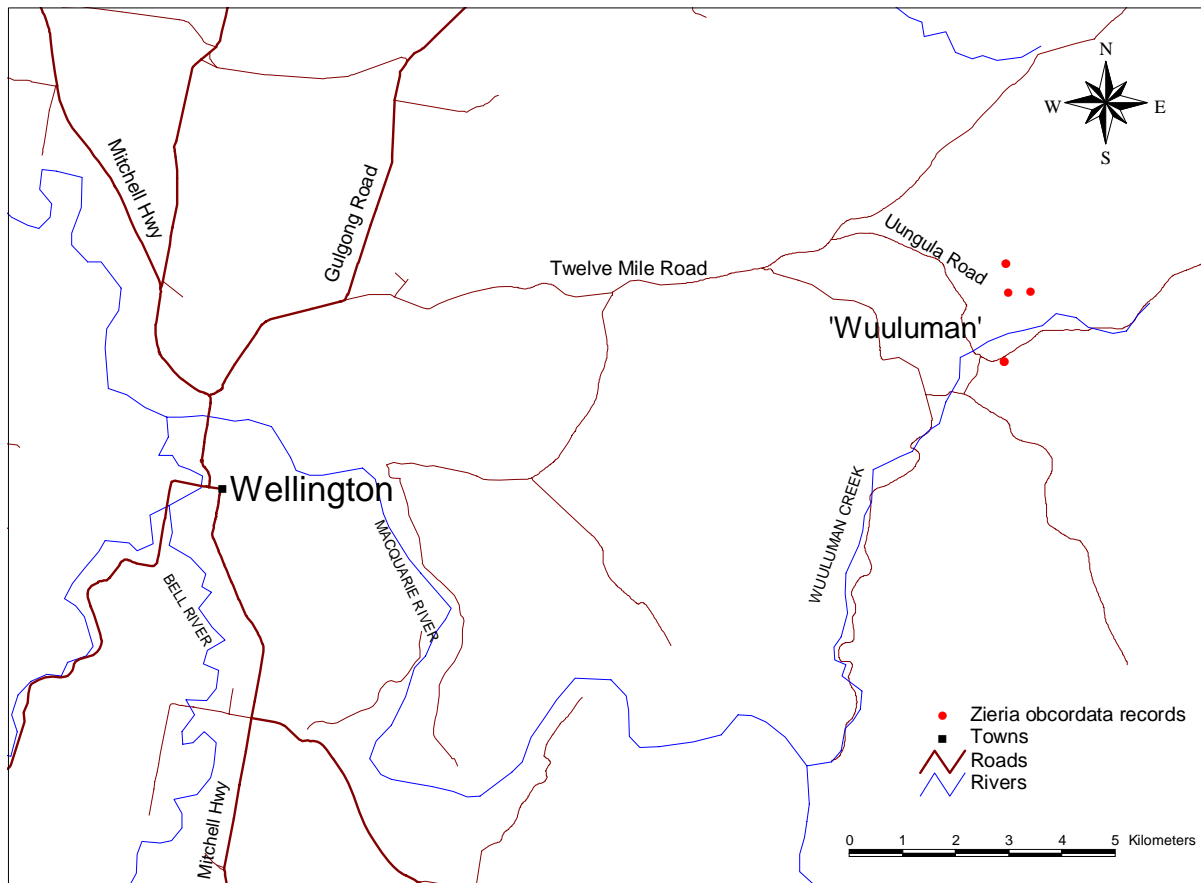 N
W
E
S
Mitchell Hwy
Gulgong Road
Uungula Road
Twelve Mile Road
'Wuuluman'
Wellington
MACQUARIE RIVER
WUULUMAN CREEK
BELL RIVER
Mitchell Hwy
Zieria obcordata records
Towns
Roads
Rivers
0 1 2 3 4 5 Kilometers